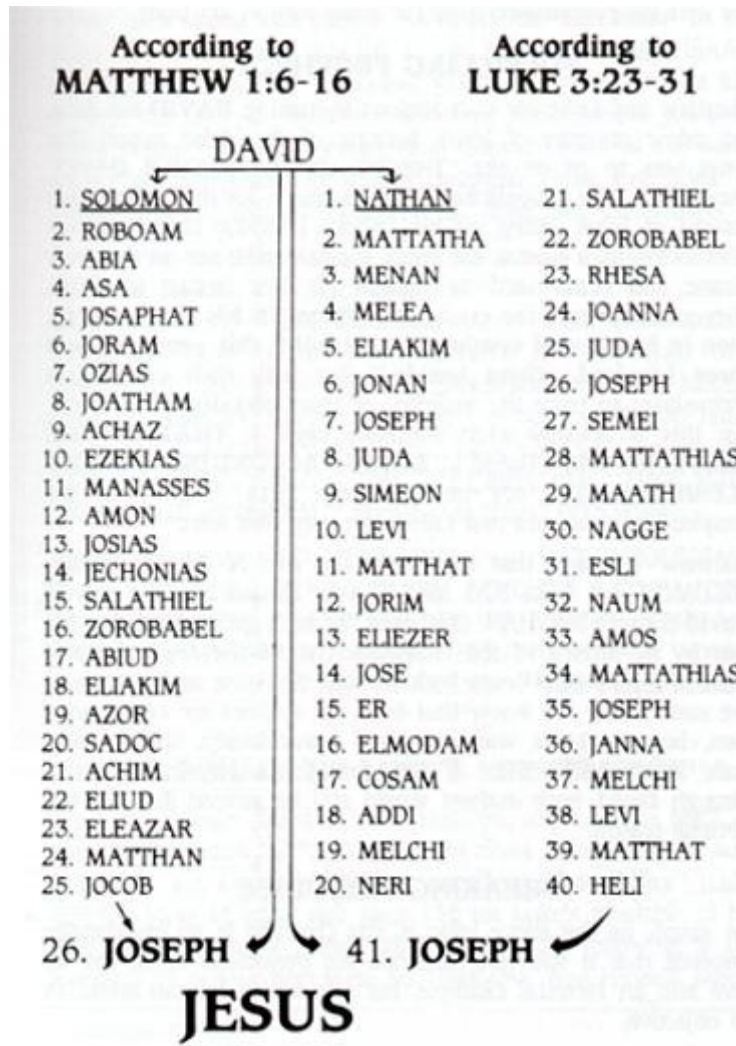 According to
MATTHEW 1:6-16
According to
LUKE 3:23-31
DAVID
1. SOLOMON
2. ROBOAM
3. ABIA
4. ASA
5. JOSAPHAT
6. JORAM
7. OZIAS
8. JOATHAM
9. ACHAZ
10. EZEKIAS
11. MANASSES
12. AMON
13. JOSIAS
14. JECHONIAS
15. SALATHIEL
16. ZOROBABEL
17. ABIUD
18. ELIAKIM
19. AZOR
20. SADOC
21. ACHIM
22. ELIUD
23. ELEAZAR
24. MATTHAN
25. JOCOB
26. JOSEPH
1. NATHAN
2. MATTATHA
3. MENAN
4. MELEA
5. ELIAKIM
6. JONAN
7. JOSEPH
8. JUDA
9. SIMEON
10. LEVI
11. MATTHAT
12. JORIM
13. ELIEZER
14. JOSE
15. ER
16. ELMODAM
17. COSAM
18. ADDI
19. MELCHI
20. NERI
21. SALATHIEL
22. ZOROBABEL
23. RHESA
24. JOANNA
25. JUDA
26. JOSEPH
27. SEMEI
28. MATTATHIAS
29. MAATH
30. NAGGE
31. ESLI
32. NAUM
33. AMOS
34. MATTATHIAS
35. JOSEPH
36. JANNA
37. MELCHI
38. LEVI
39. MATTHAT
40. HELI
41. JOSEPH
JESUS